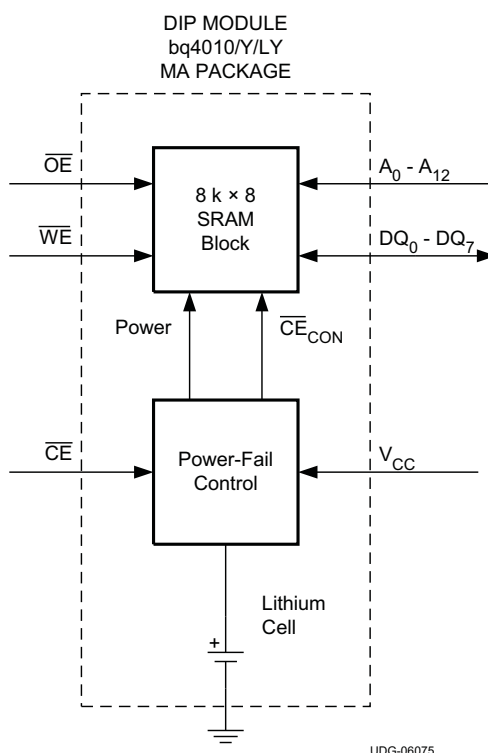 DIP MODULE
bq4010/Y/LY
MA PACKAGE
OE
A0 - A12
8 k × 8
SRAM
Block
WE
DQ0 - DQ7
Power
CECON
CE
Power-Fail
Control
VCC
Lithium
Cell
+
UDG-06075